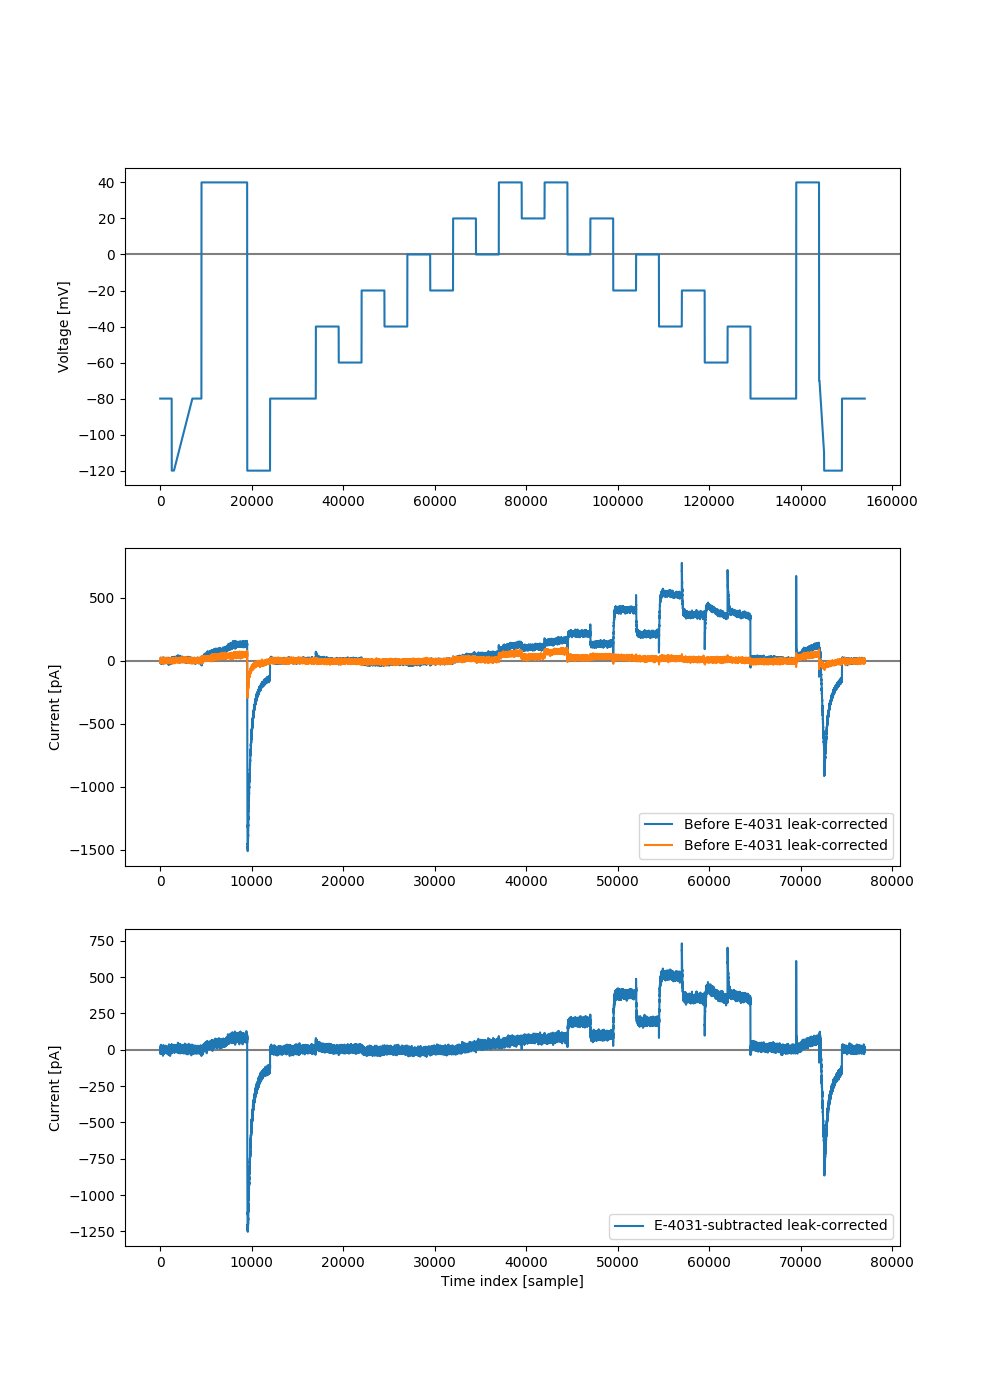 40
20
0
−20
−40
−60
−80
−100
−120
Voltage [mV]
0 20000 40000 60000 80000 100000 120000 140000 160000
500
0
−500
−1000
−1500
Current [pA]
Before E-4031 leak-corrected
Before E-4031 leak-corrected
0 10000 20000 30000 40000 50000 60000 70000 80000
750
500
250
0
−250
−500
−750
−1000
−1250
Current [pA]
E-4031-subtracted leak-corrected
0 10000 20000 30000 40000 50000 60000 70000 80000
Time index [sample]